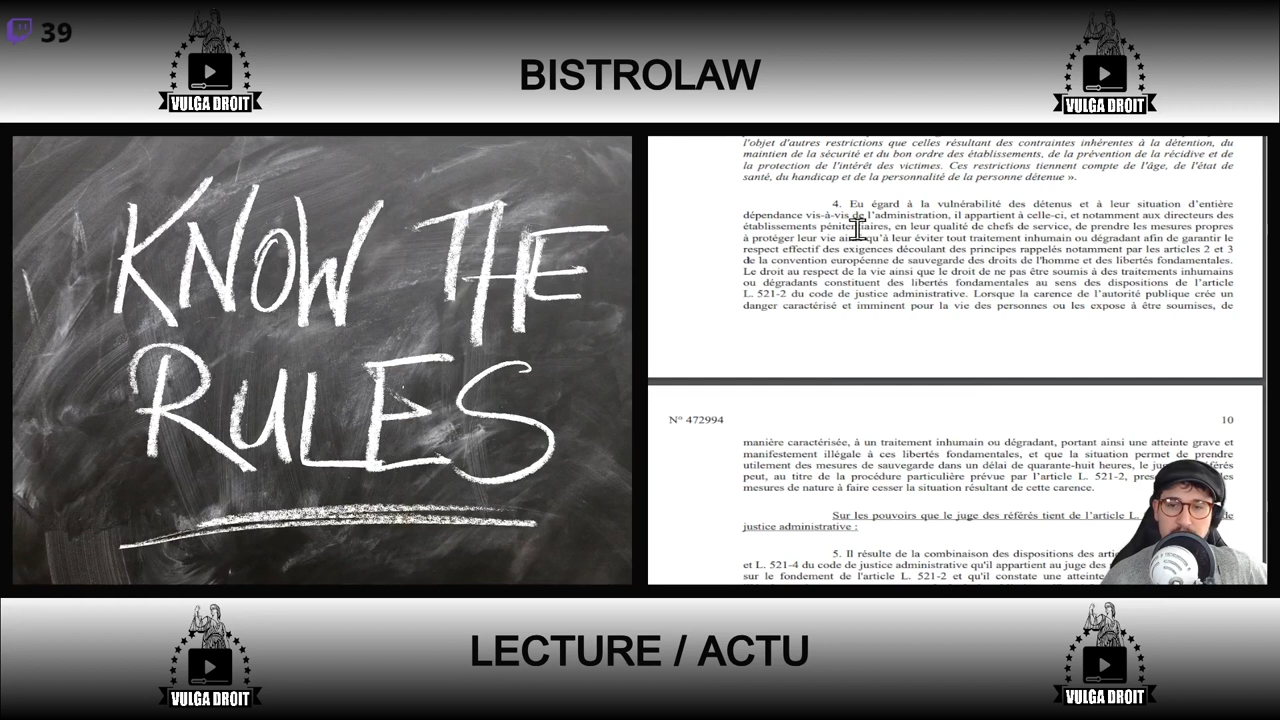 39
BISTROLAW
VULGA DROIT
VULGA DROIT
KNOW THE
RULES
l'objet d'autres restrictions que celles résultant des contraintes inhérentes à la détention, du
maintien de la sécurité et du bon ordre des établissements, de la prévention de la récidive et de
la protection de l'intérêt des victimes. Ces restrictions tiennent compte de l'âge, de l'état de
santé, du handicap et de la personnalité de la personne détenue ».
4. Eu égard à la vulnérabilité des détenus et à leur situation d'entière
dépendance vis-à-vis de l'administration, il appartient à celle-ci, et notamment aux directeurs des
établissements pénitentiaires, en leur qualité de chefs de service, de prendre les mesures propres
à protéger leur vie ainsi qu'à leur éviter tout traitement inhumain ou dégradant afin de garantir le
respect effectif des exigences découlant des principes rappelés notamment par les articles 2 et 3
de la convention européenne de sauvegarde des droits de l'homme et des libertés fondamentales.
Le droit au respect de la vie ainsi que le droit de ne pas être soumis à des traitements inhumains
ou dégradants constituent des libertés fondamentales au sens des dispositions de l'article
L. 521-2 du code de justice administrative. Lorsque la carence de l'autorité publique crée un
danger caractérisé et imminent pour la vie des personnes ou les expose à être soumises, de
N° 472994 10
manière caractérisée, à un traitement inhumain ou dégradant, portant ainsi une atteinte grave et
manifestement illégale à ces libertés fondamentales, et que la situation permet de prendre
utilement des mesures de sauvegarde dans un délai de quarante-huit heures, le
peut, au titre de la procédure particulière prévue par l'article L. 521-2,
mesures de nature à faire cesser la situation résultant de cette carence.
Sur les pouvoirs que le juge des référés tient de l'article L.
justice administrative :
5. Il résulte de la combinaison des dispositions des
et L. 521-4 du code de justice administrative qu'il appartient au juge des
sur le fondement de l'article L. 521-2 et qu'il constate une atteinte
LECTURE / ACTU
VULGA DROIT
VULGA DROIT